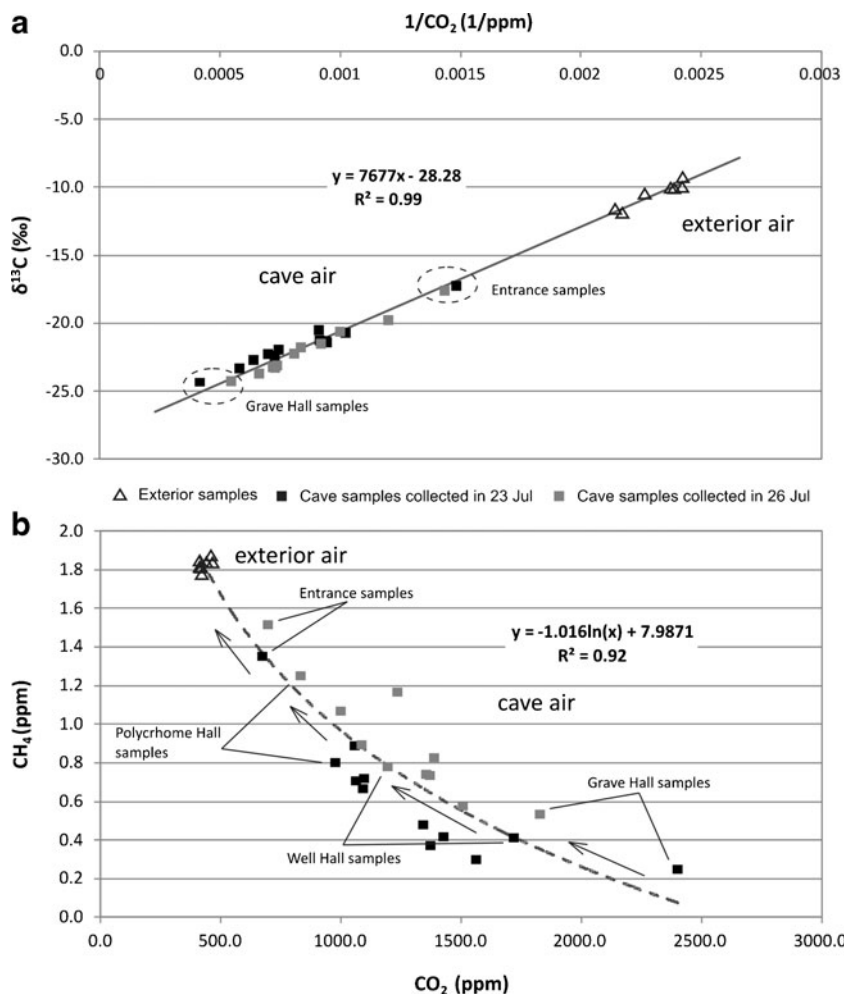 a
1/CO₂ (1/ppm)
0.0
0
0.0005
0.001
0.0015
0.002
0.0025
0.003
-5.0
-10.0
-15.0
-20.0
-25.0
-30.0
δ¹³C (‰)
y = 7677x - 28.28
R² = 0.99
exterior air
cave air
Entrance samples
Grave Hall samples
Exterior samples
Cave samples collected in 23 Jul
Cave samples collected in 26 Jul
b
2.0
1.8
1.6
1.4
1.2
1.0
0.8
0.6
0.4
0.2
0.0
CH₄ (ppm)
exterior air
Entrance samples
y = -1.016ln(x) + 7.9871
R² = 0.92
cave air
Polycrhome Hall
samples
Grave Hall samples
Well Hall samples
0.0
500.0
1000.0
1500.0
2000.0
2500.0
3000.0
CO₂ (ppm)